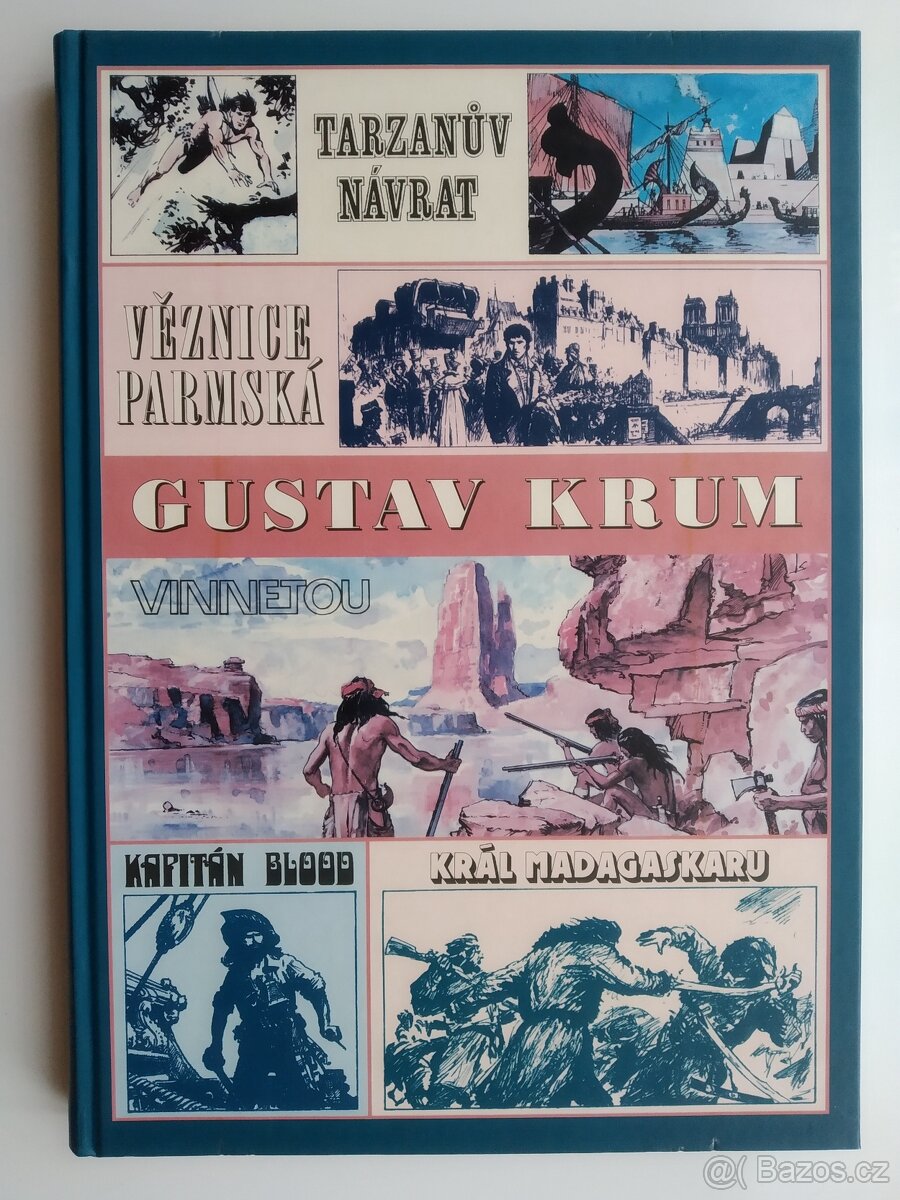 TARZANŮV
NÁVRAT
VĚZNICE
PARMSKÁ
GUSTAV KRUM
VINNETOU
KAPITÁN BLOOD
KRÁL MADAGASKARU
@( Bazos.cz